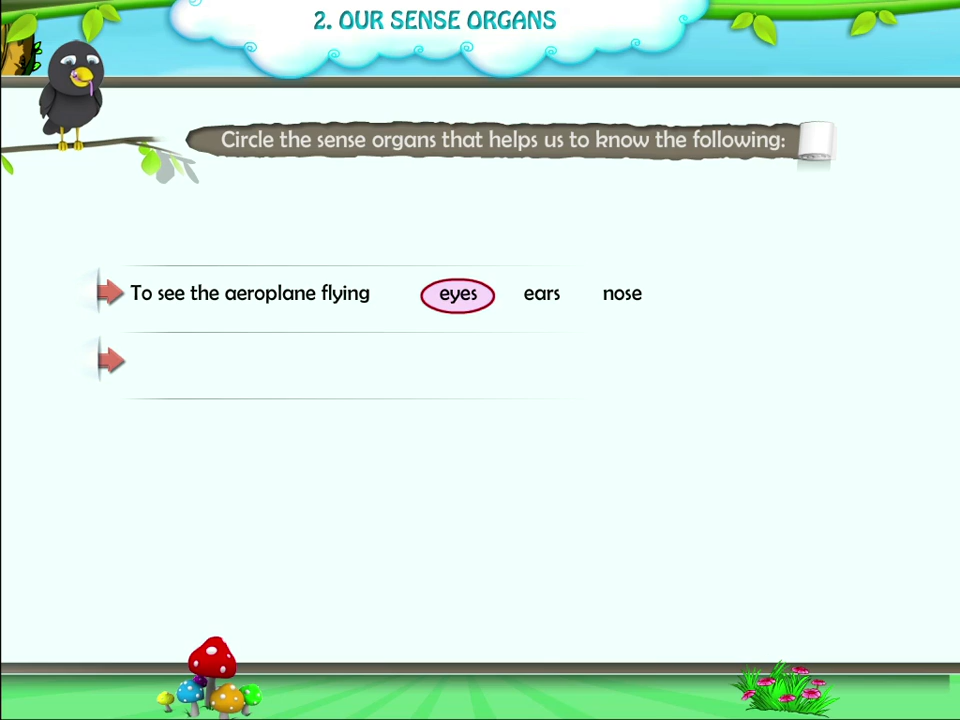 2. OUR SENSE ORGANS
Circle the sense organs that helps us to know the following:
To see the aeroplane flying eyes ears nose